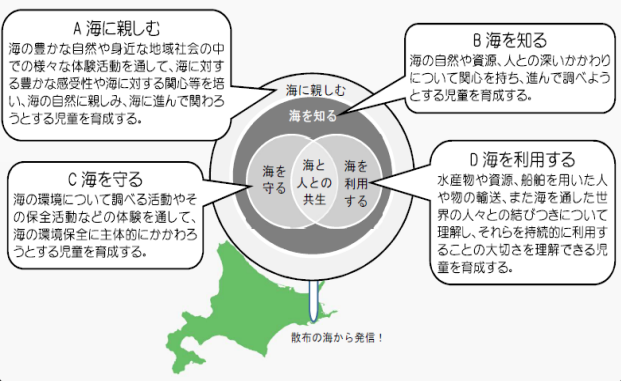 A 海に親しむ
海の豊かな自然や身近な地域社会の中
での様々な体験活動を通して、海に対す
る豊かな感受性や海に対する関心等を培
い、海の自然に親しみ、海に進んで関わろ
うとする児童を育成する。
B 海を知る
海の自然や資源、人との深いかかわり
について関心を持ち、進んで調べよう
とする児童を育成する。
海に親しむ
海を知る
海を
守る
海と
人との
共生
海を
利用
する
C 海を守る
海の環境について調べる活動やそ
の保全活動などの体験を通して、
海の環境保全に主体的にかかわろ
うとする児童を育成する。
D 海を利用する
水産物や資源、船舶を用いた人
や物の輸送、また海を通した世
界の人々との結びつきについて
理解し、それらを持続的に利用す
ることの大切さを理解できる児
童を育成する。
散布の海から発信！